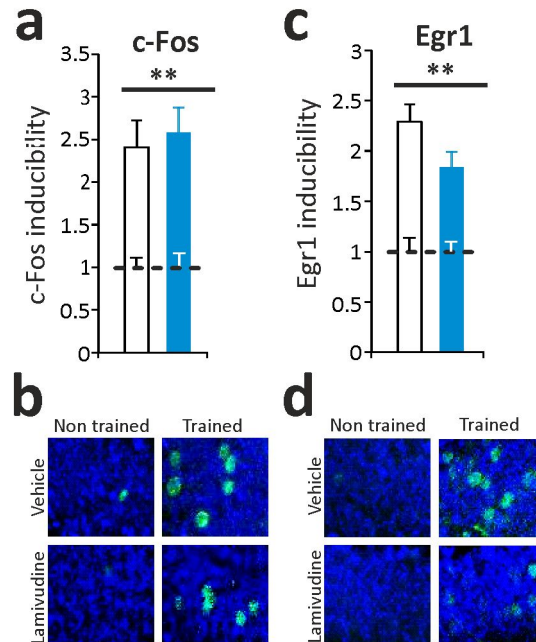 a
c-Fos
**
c-Fos inducibility
3.5
3
2.5
2
1.5
1
0.5
0
c
Egr1
**
Egr1 inducibility
3
2.5
2
1.5
1
0.5
0
b
Non trained
Trained
Vehicle
Lamivudine
d
Non trained
Trained
Vehicle
Lamivudine